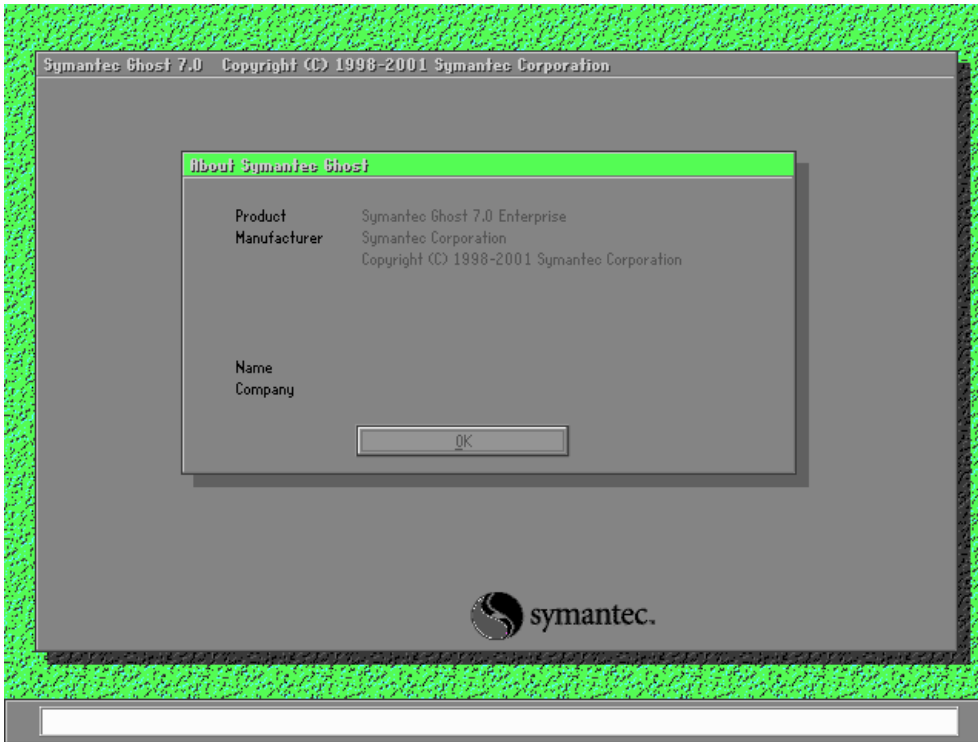 Symantec Ghost 7.0 Copyright (C) 1998-2001 Symantec Corporation
About Symantec Ghost
Product Symantec Ghost 7.0 Enterprise
Manufacturer Symantec Corporation
Copyright (C) 1998-2001 Symantec Corporation
Name
Company
OK
symantec.